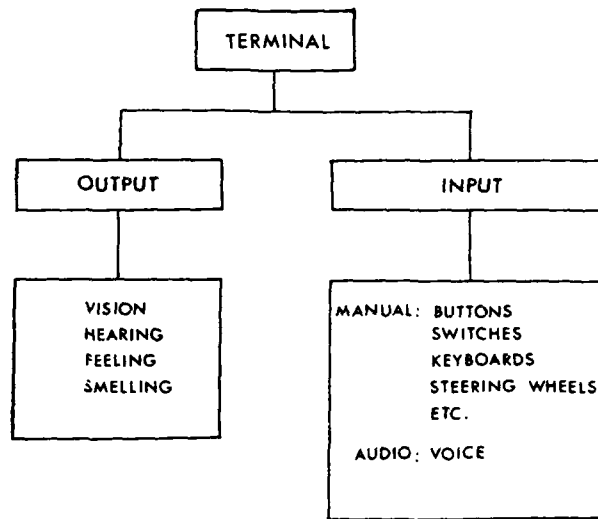 TERMINAL
OUTPUT
INPUT
VISION
HEARING
FEELING
SMELLING
MANUAL: BUTTONS
SWITCHES
KEYBOARDS
STEERING WHEELS
ETC.
AUDIO: VOICE